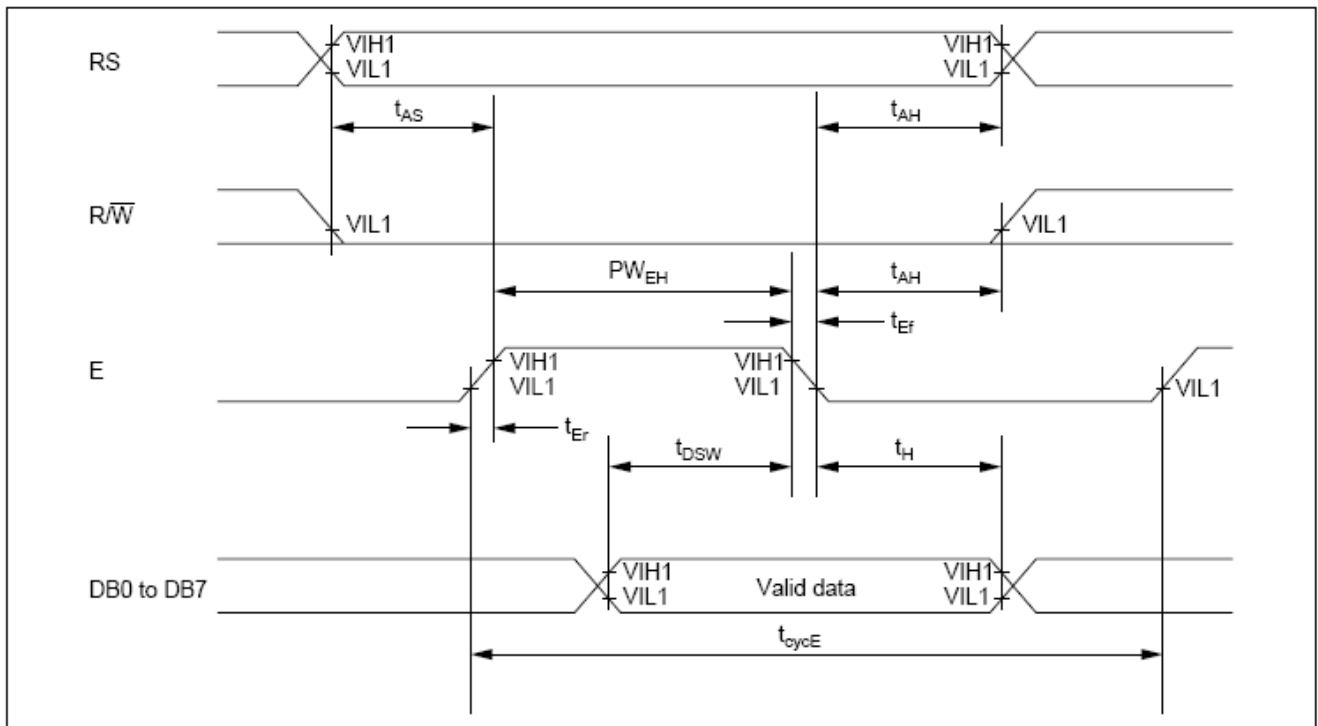 RS
VIH1
VIL1
VIH1
VIL1
tAS
tAH
R/W̅
VIL1
VIL1
PWEH
tAH
tEf
E
VIH1
VIL1
VIH1
VIL1
VIL1
tEr
tDSW
tH
DB0 to DB7
VIH1
VIL1
Valid data
VIH1
VIL1
tcycE